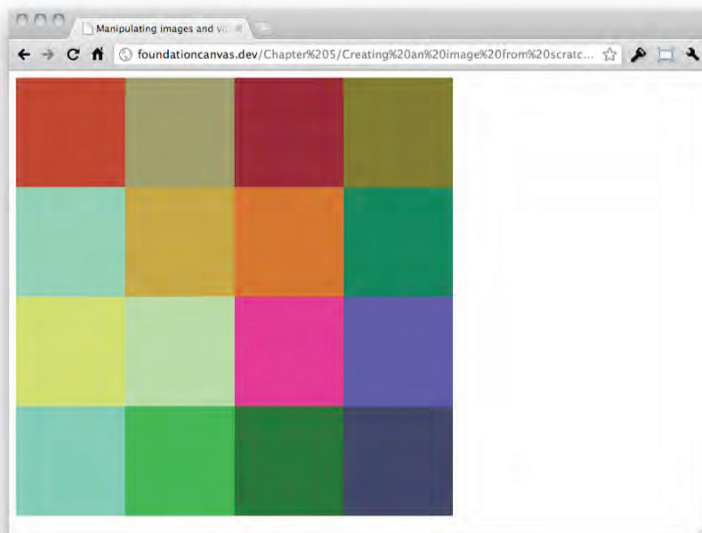 Manipulating images and vi
foundationcanvas.dev/Chapter%205/Creating%20an%20image%20from%20scratc...